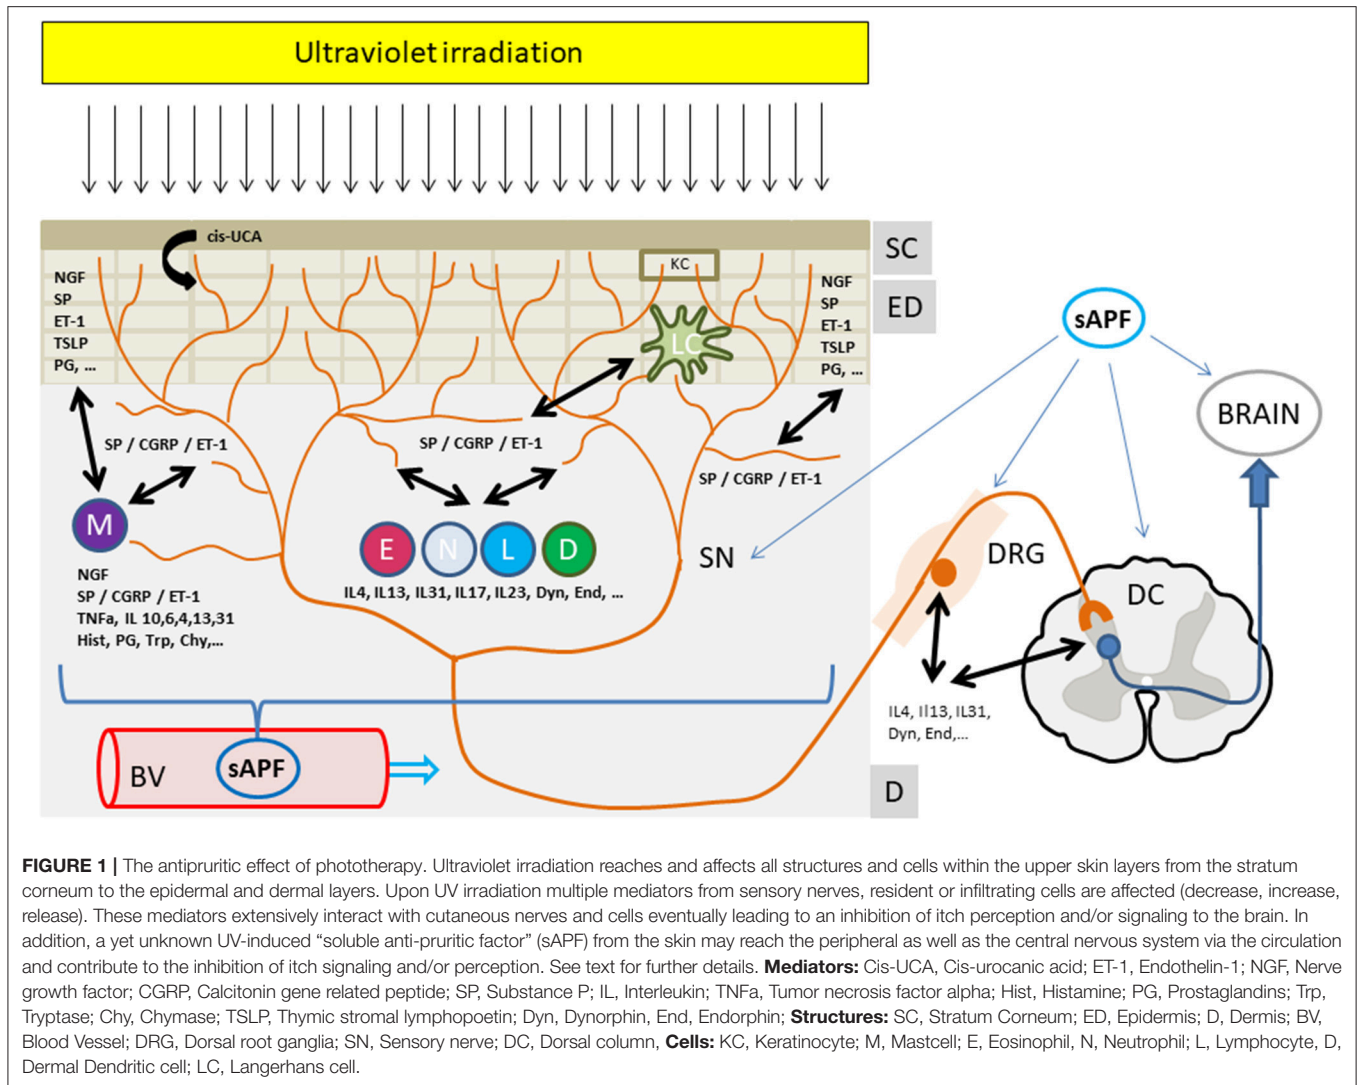 Ultraviolet irradiation
cis-UCA
KC
SC
NGF
SP
ET-1
TSLP
PG, ...
NGF
SP
ET-1
TSLP
PG, ...
ED
LC
sAPF
BRAIN
SP / CGRP / ET-1
SP / CGRP / ET-1
SP / CGRP / ET-1
M
E
N
L
D
SN
DRG
DC
IL4, IL13, IL31, IL17, IL23, Dyn, End, ...
NGF
SP / CGRP / ET-1
TNFa, IL 10,6,4,13,31
Hist, PG, Trp, Chy,...
IL4, Il13, IL31,
Dyn, End,...
BV
sAPF
D
FIGURE 1 | The antipruritic effect of phototherapy. Ultraviolet irradiation reaches and affects all structures and cells within the upper skin layers from the stratum
corneum to the epidermal and dermal layers. Upon UV irradiation multiple mediators from sensory nerves, resident or infiltrating cells are affected (decrease, increase,
release). These mediators extensively interact with cutaneous nerves and cells eventually leading to an inhibition of itch perception and/or signaling to the brain. In
addition, a yet unknown UV-induced “soluble anti-pruritic factor” (sAPF) from the skin may reach the peripheral as well as the central nervous system via the circulation
and contribute to the inhibition of itch signaling and/or perception. See text for further details. Mediators: Cis-UCA, Cis-urocanic acid; ET-1, Endothelin-1; NGF, Nerve
growth factor; CGRP, Calcitonin gene related peptide; SP, Substance P; IL, Interleukin; TNFa, Tumor necrosis factor alpha; Hist, Histamine; PG, Prostaglandins; Trp,
Tryptase; Chy, Chymase; TSLP, Thymic stromal lymphopoetin; Dyn, Dynorphin, End, Endorphin; Structures: SC, Stratum Corneum; ED, Epidermis; D, Dermis; BV,
Blood Vessel; DRG, Dorsal root ganglia; SN, Sensory nerve; DC, Dorsal column, Cells: KC, Keratinocyte; M, Mastcell; E, Eosinophil, N, Neutrophil; L, Lymphocyte, D,
Dermal Dendritic cell; LC, Langerhans cell.